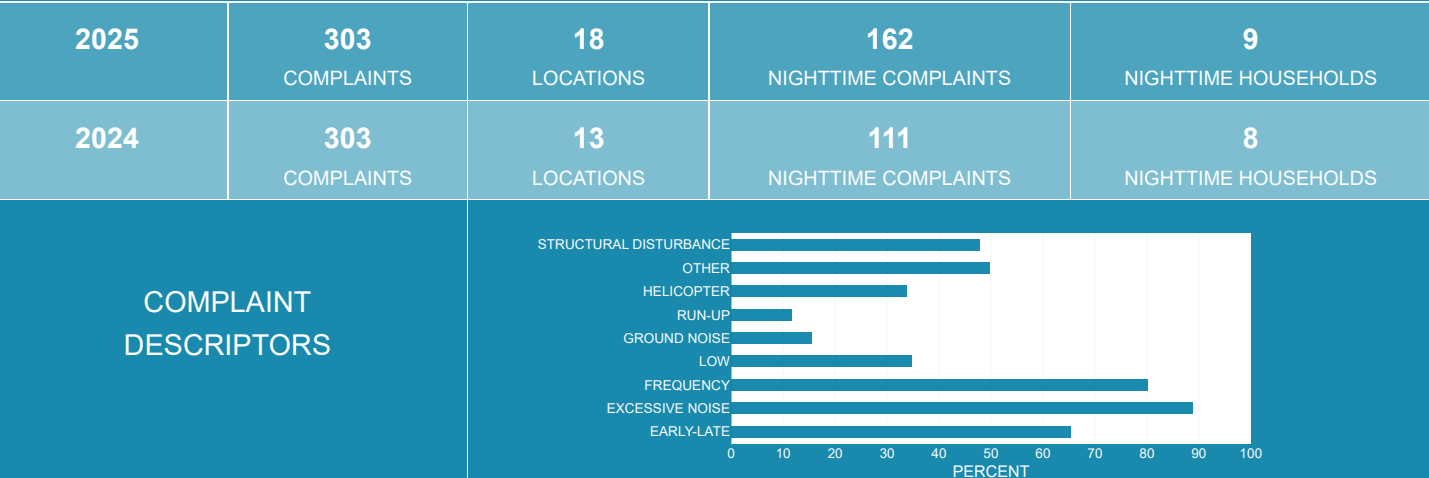 2025
303
COMPLAINTS
18
LOCATIONS
162
NIGHTTIME COMPLAINTS
9
NIGHTTIME HOUSEHOLDS
2024
303
COMPLAINTS
13
LOCATIONS
111
NIGHTTIME COMPLAINTS
8
NIGHTTIME HOUSEHOLDS
COMPLAINT
DESCRIPTORS
STRUCTURAL DISTURBANCE
OTHER
HELICOPTER
RUN-UP
GROUND NOISE
LOW
FREQUENCY
EXCESSIVE NOISE
EARLY-LATE
0 10 20 30 40 50 60 70 80 90 100
PERCENT